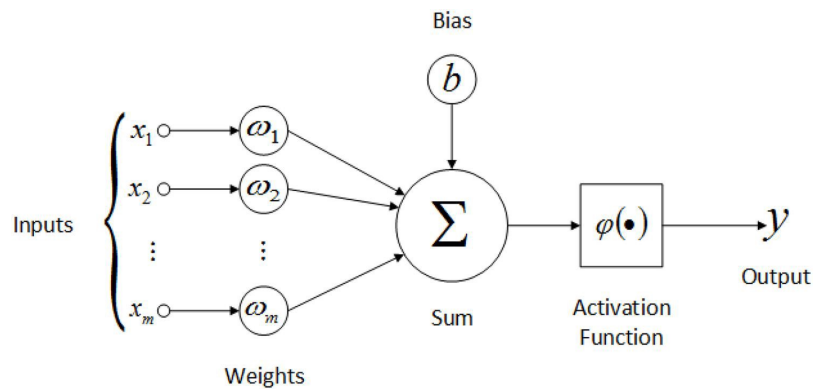 Bias
b
Inputs
x₁
ω₁
x₂
ω₂
⋮
⋮
xₘ
ωₘ
Weights
Σ
Sum
φ(•)
Activation
Function
y
Output